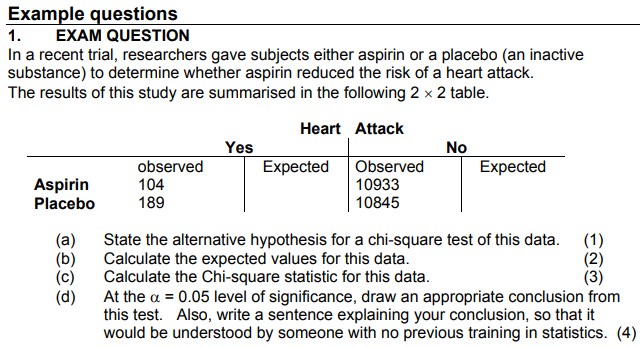 Example questions
1. EXAM QUESTION
In a recent trial, researchers gave subjects either aspirin or a placebo (an inactive
substance) to determine whether aspirin reduced the risk of a heart attack.
The results of this study are summarised in the following 2 × 2 table.
Heart Attack
Yes No
observed Expected Observed Expected
Aspirin 104 10933
Placebo 189 10845
(a) State the alternative hypothesis for a chi-square test of this data. (1)
(b) Calculate the expected values for this data. (2)
(c) Calculate the Chi-square statistic for this data. (3)
(d) At the α = 0.05 level of significance, draw an appropriate conclusion from
this test. Also, write a sentence explaining your conclusion, so that it
would be understood by someone with no previous training in statistics. (4)